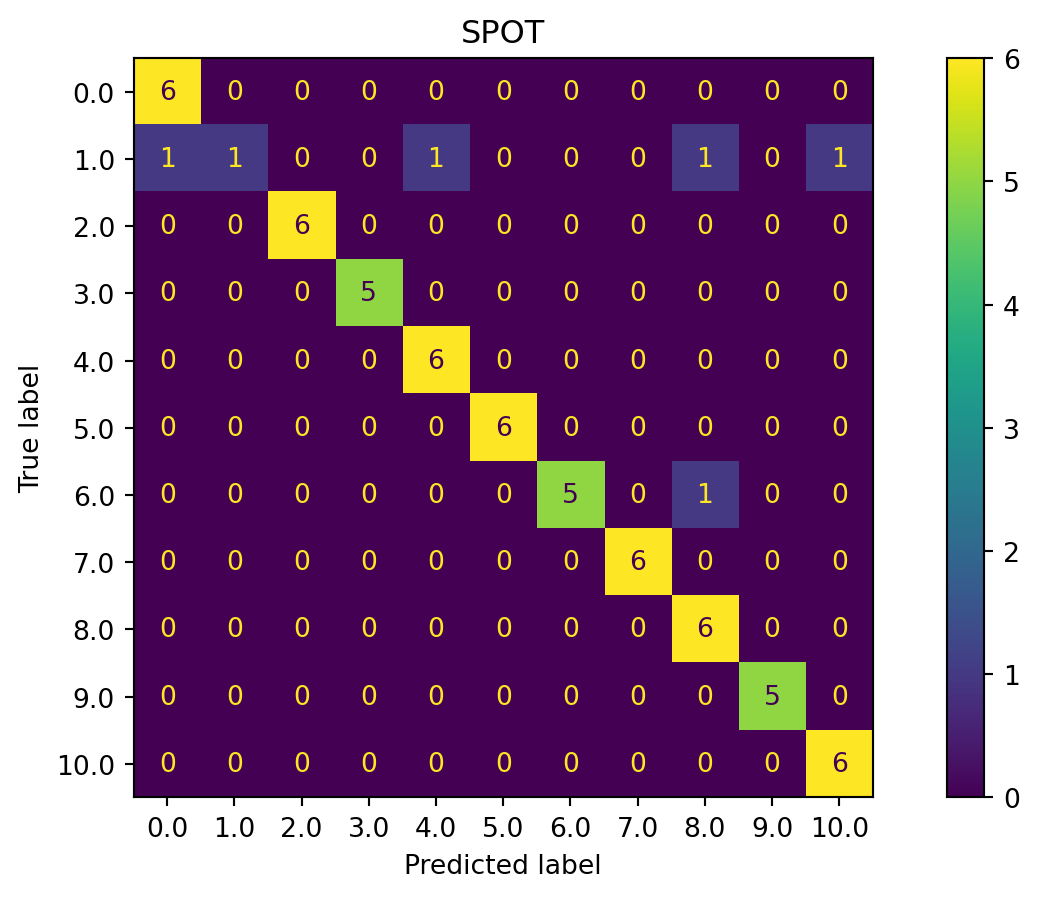 SPOT
0.0 6 0 0 0 0 0 0 0 0 0 0
1.0 1 1 0 0 1 0 0 0 1 0 1
2.0 0 0 6 0 0 0 0 0 0 0 0
3.0 0 0 0 5 0 0 0 0 0 0 0
4.0 0 0 0 0 6 0 0 0 0 0 0
5.0 0 0 0 0 0 6 0 0 0 0 0
6.0 0 0 0 0 0 0 5 0 1 0 0
7.0 0 0 0 0 0 0 0 6 0 0 0
8.0 0 0 0 0 0 0 0 0 6 0 0
9.0 0 0 0 0 0 0 0 0 0 5 0
10.0 0 0 0 0 0 0 0 0 0 0 6
0.0 1.0 2.0 3.0 4.0 5.0 6.0 7.0 8.0 9.0 10.0
Predicted label
True label
6
5
4
3
2
1
0